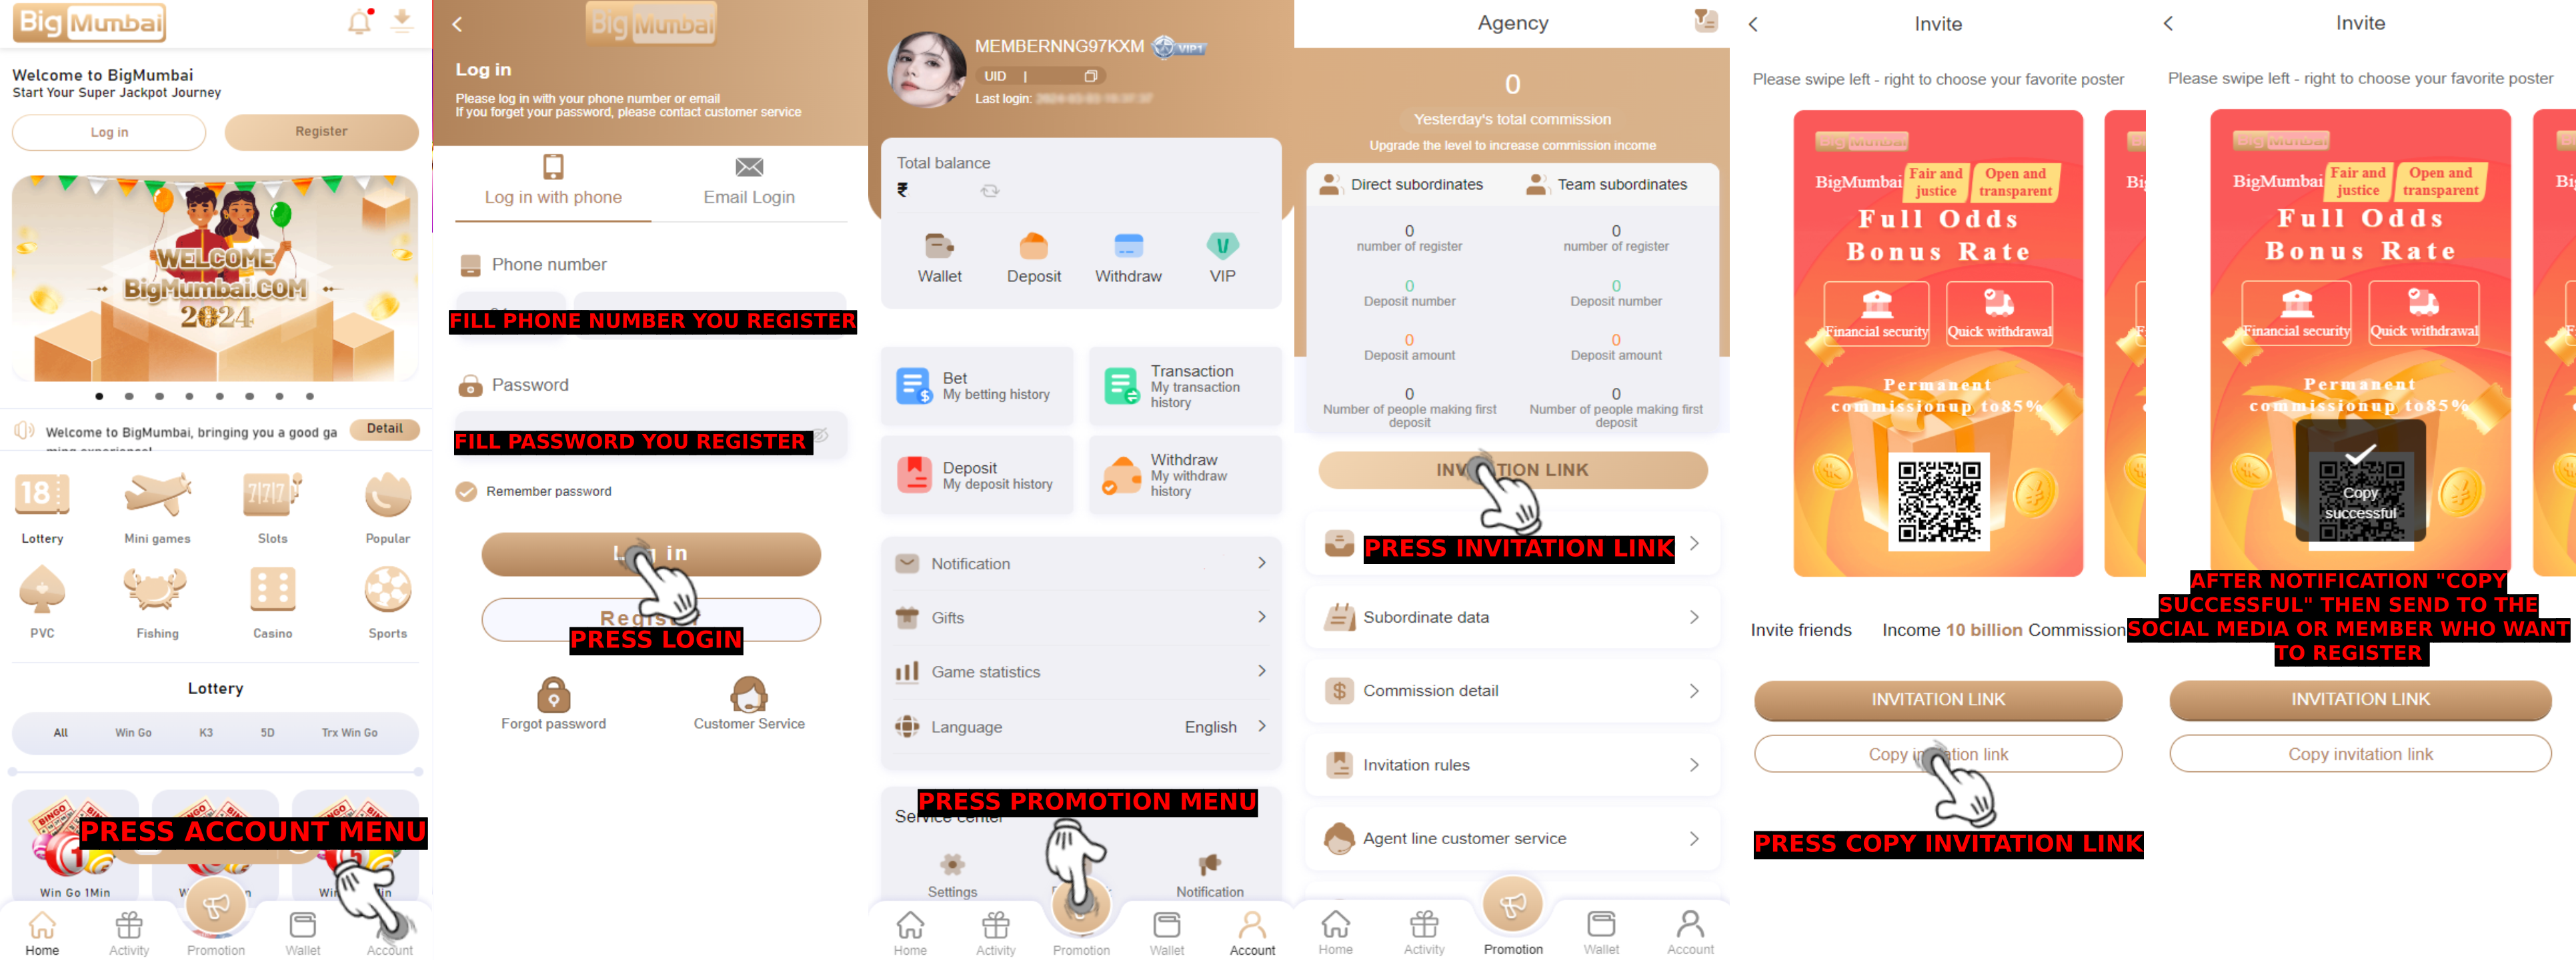 Big Mumbai
Welcome to BigMumbai
Start Your Super Jackpot Journey
Log in
Register
WELCOME
BigMumbai.COM
2024
Welcome to BigMumbai, bringing you a good ga
ming experience!
Detail
18
777
Lottery
Mini games
Slots
Popular
PVC
Fishing
Casino
Sports
Lottery
All
Win Go
K3
5D
Trx Win Go
BINGO
BINGO
BINGO
PRESS ACCOUNT MENU
Win Go 1Min
Home
Activity
Promotion
Wallet
Account
Big Mumbai
Log in
Please log in with your phone number or email
If you forget your password, please contact customer service
Log in with phone
Email Login
Phone number
FILL PHONE NUMBER YOU REGISTER
Password
FILL PASSWORD YOU REGISTER
Remember password
Log in
Register
PRESS LOGIN
Forgot password
Customer Service
MEMBERNNG97KXM
VIP1
UID |
Last login:
Total balance
₹
Wallet
Deposit
Withdraw
VIP
Bet
My betting history
Transaction
My transaction
history
Deposit
My deposit history
Withdraw
My withdraw
history
Notification
Gifts
Game statistics
Language
English
PRESS PROMOTION MENU
Service center
Settings
Notification
Home
Activity
Promotion
Wallet
Account
Agency
0
Yesterday's total commission
Upgrade the level to increase commission income
Direct subordinates
Team subordinates
0
number of register
0
number of register
0
Deposit number
0
Deposit number
0
Deposit amount
0
Deposit amount
0
Number of people making first
deposit
0
Number of people making first
deposit
INVITATION LINK
PRESS INVITATION LINK
Subordinate data
Commission detail
Invitation rules
Agent line customer service
Home
Activity
Promotion
Wallet
Account
Invite
Please swipe left - right to choose your favorite poster
Big Mumbai
BigMumbai
Fair and
justice
Open and
transparent
Full Odds
Bonus Rate
Financial security
Quick withdrawal
Permanent
commissionup to85%
Invite friends
Income 10 billion Commission
INVITATION LINK
Copy invitation link
PRESS COPY INVITATION LINK
Invite
Please swipe left - right to choose your favorite poster
Big Mumbai
BigMumbai
Fair and
justice
Open and
transparent
Full Odds
Bonus Rate
Financial security
Quick withdrawal
Permanent
commissionup to85%
Copy
successful
AFTER NOTIFICATION "COPY
SUCCESSFUL" THEN SEND TO THE
SOCIAL MEDIA OR MEMBER WHO WANT
TO REGISTER
INVITATION LINK
Copy invitation link